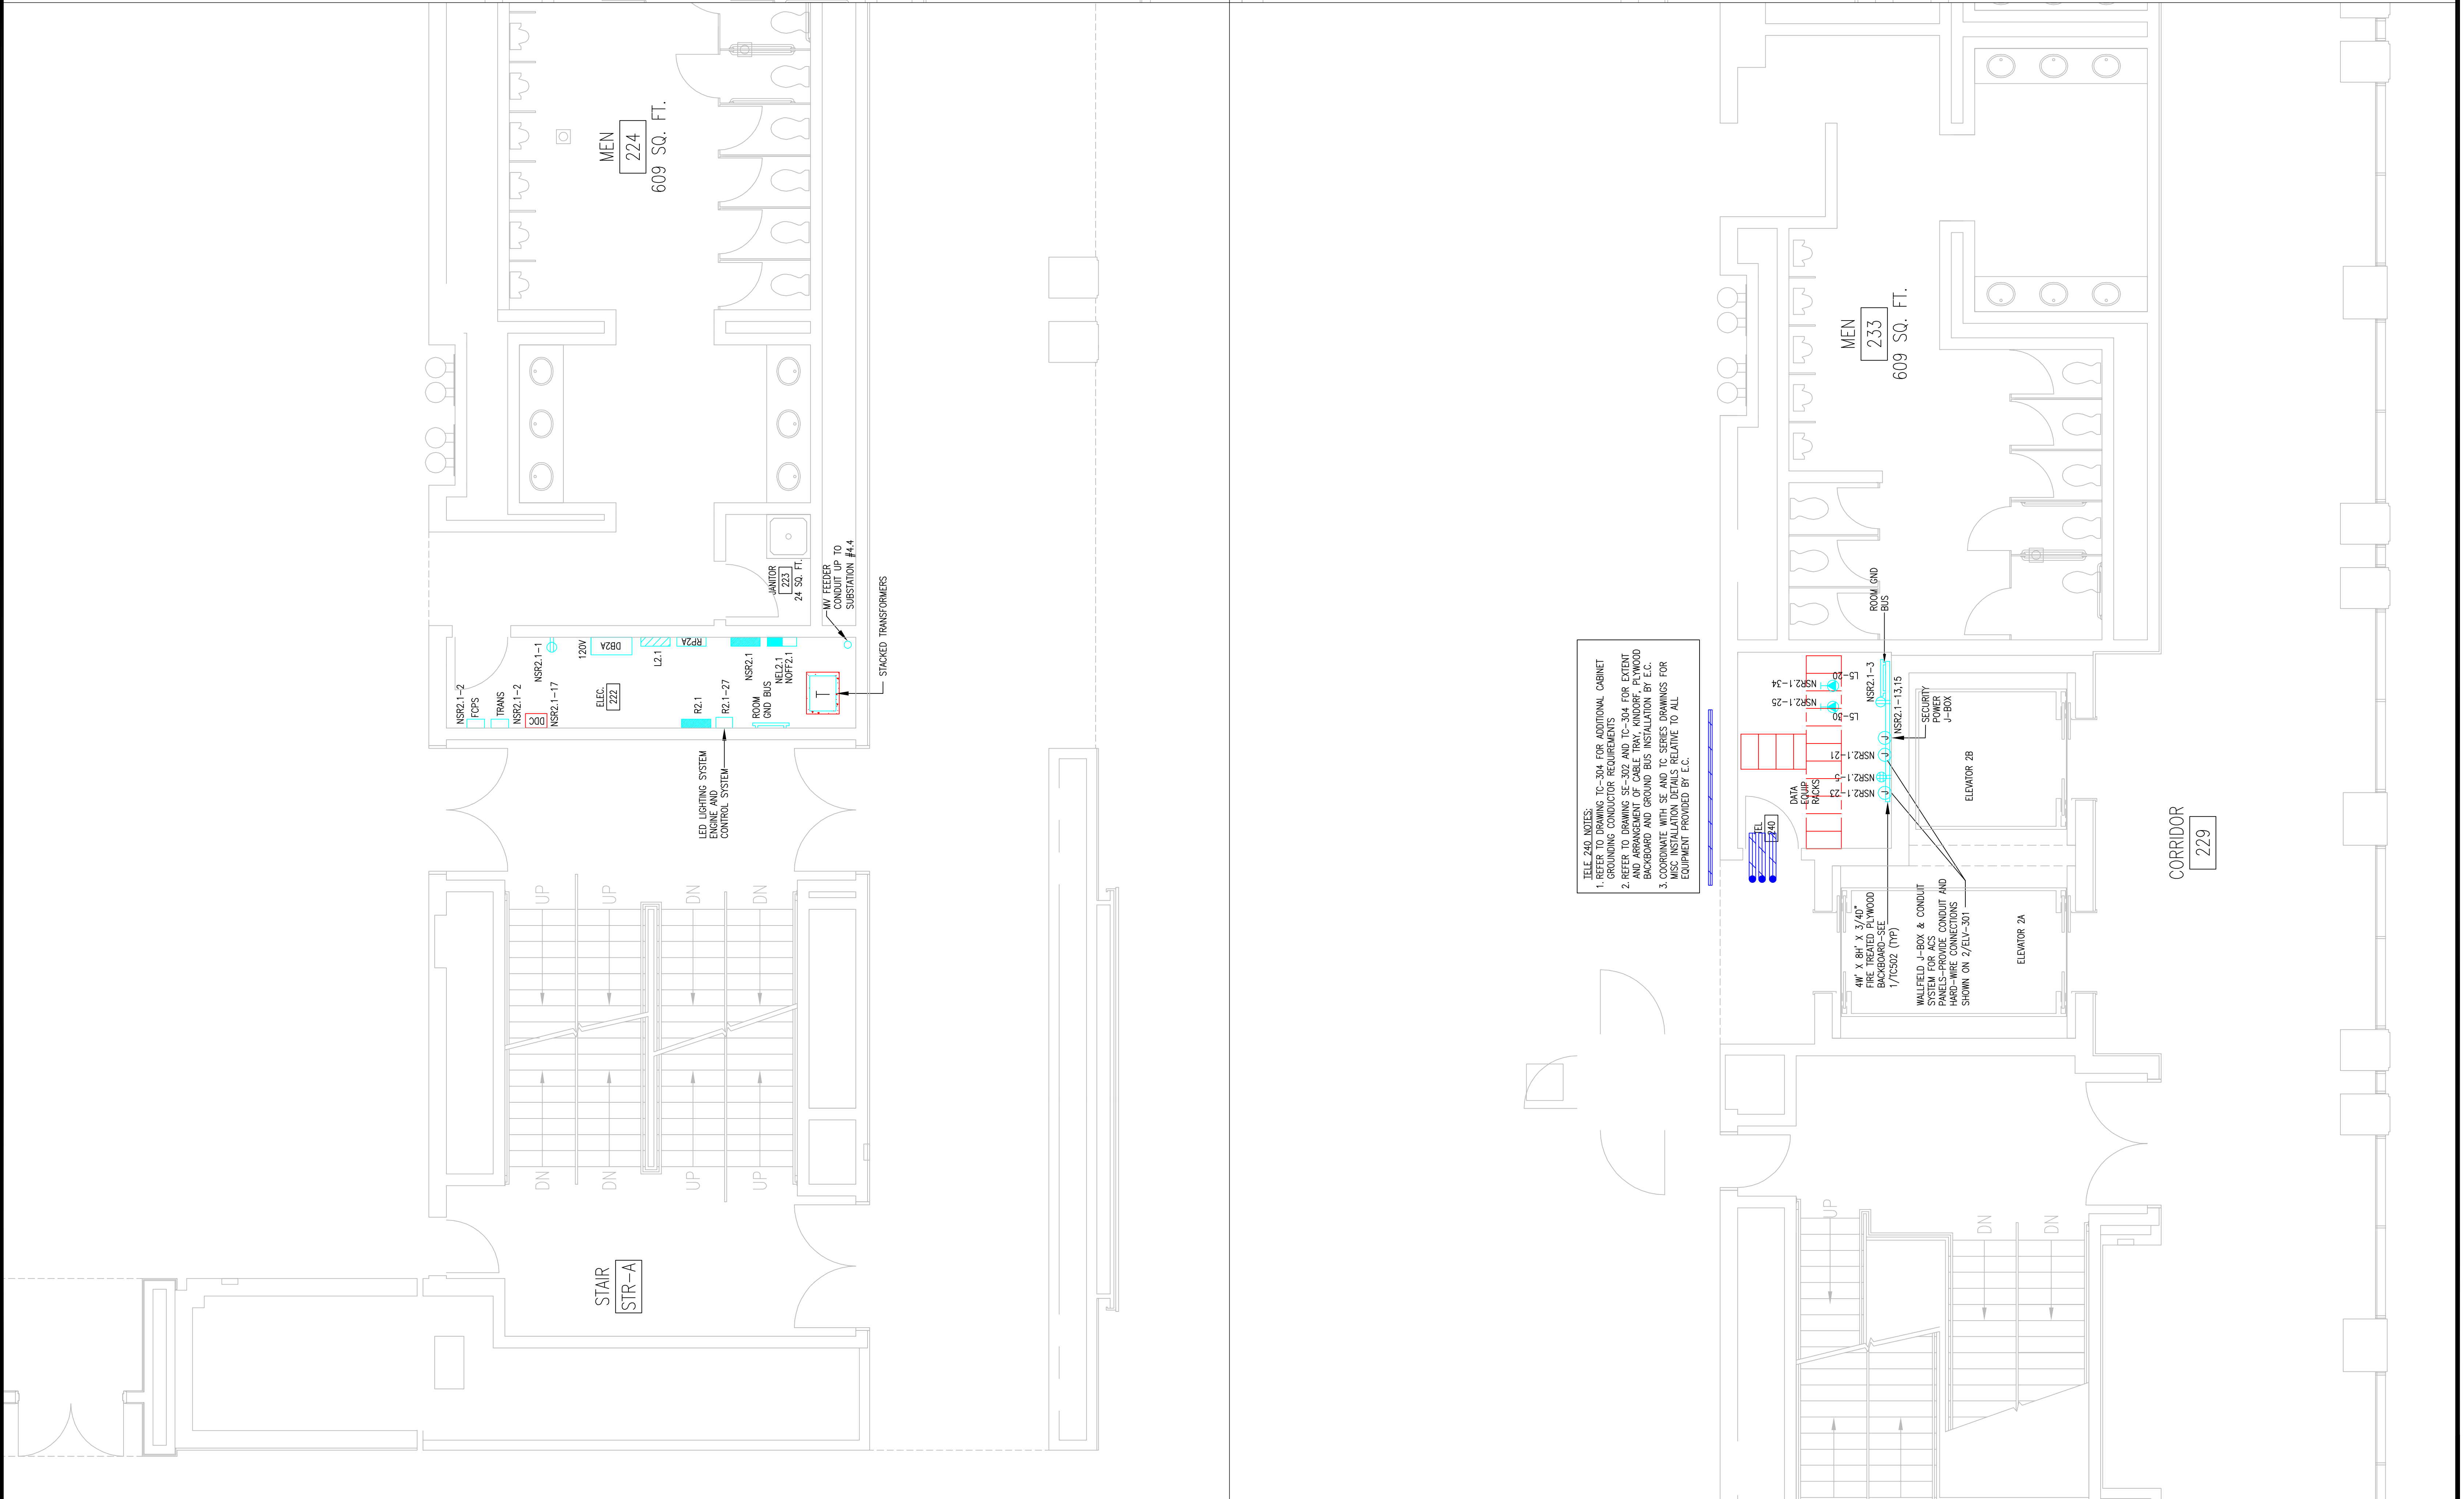 MEN
224
609 SQ. FT.
JANITOR
223
24 SQ. FT.
MV FEEDER
CONDUIT UP TO
SUBSTATION #4.4
STACKED TRANSFORMERS
NSR2.1-2
FCPS
TRANS
NSR2.1-2
DDC
NSR2.1-17
NSR2.1-1
120V
DB2A
ELEC.
222
L2.1
RP2A
R2.1
R2.1-27
NSR2.1
ROOM
GND BUS
NEL2.1
NOFF2.1
T
LED LIGHTING SYSTEM
ENGINE AND
CONTROL SYSTEM
UP
UP
DN
DN
DN
DN
UP
UP
STAIR
STR-A
MEN
233
609 SQ. FT.
ROOM GND
BUS
TELE 240 NOTES:
1. REFER TO DRAWING TC-304 FOR ADDITIONAL CABINET
GROUNDING CONDUCTOR REQUIREMENTS
2. REFER TO DRAWING SE-302 AND TC-304 FOR EXTENT
AND ARRANGEMENT OF CABLE TRAY, KINDORF, PLYWOOD
BACKBOARD AND GROUND BUS INSTALLATION BY E.C.
3. COORDINATE WITH SE AND TC SERIES DRAWINGS FOR
MISC INSTALLATION DETAILS RELATIVE TO ALL
EQUIPMENT PROVIDED BY E.C.
NSR2.1-34
L5-20
NSR2.1-25
L5-30
NSR2.1-3
NSR2.1-13,15
SECURITY
POWER
J-BOX
J
NSR2.1-21
J
NSR2.1-5
NSR2.1-23
J
DATA
EQUIP
RACKS
TEL
240
ELEVATOR 2B
4W' X 8H' X 3/4D"
FIRE TREATED PLYWOOD
BACKBOARD-SEE
1/TC502 (TYP)
WALLFIELD J-BOX & CONDUIT
SYSTEM FOR ACS
PANELS-PROVIDE CONDUIT AND
HARD-WIRE CONNECTIONS
SHOWN ON 2/ELV-301
ELEVATOR 2A
CORRIDOR
229
UP
DN
DN